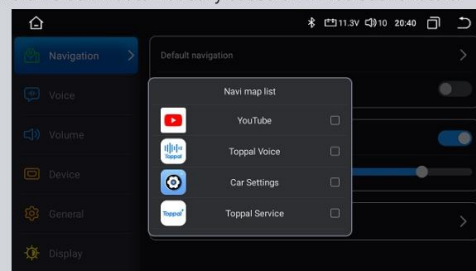 11.3V 10 20:40
Navigation
Default navigation
Voice
Navi map list
YouTube
Toppal Voice
Volume
Car Settings
Device
Toppal Service
General
Display
Toppal
Toppal